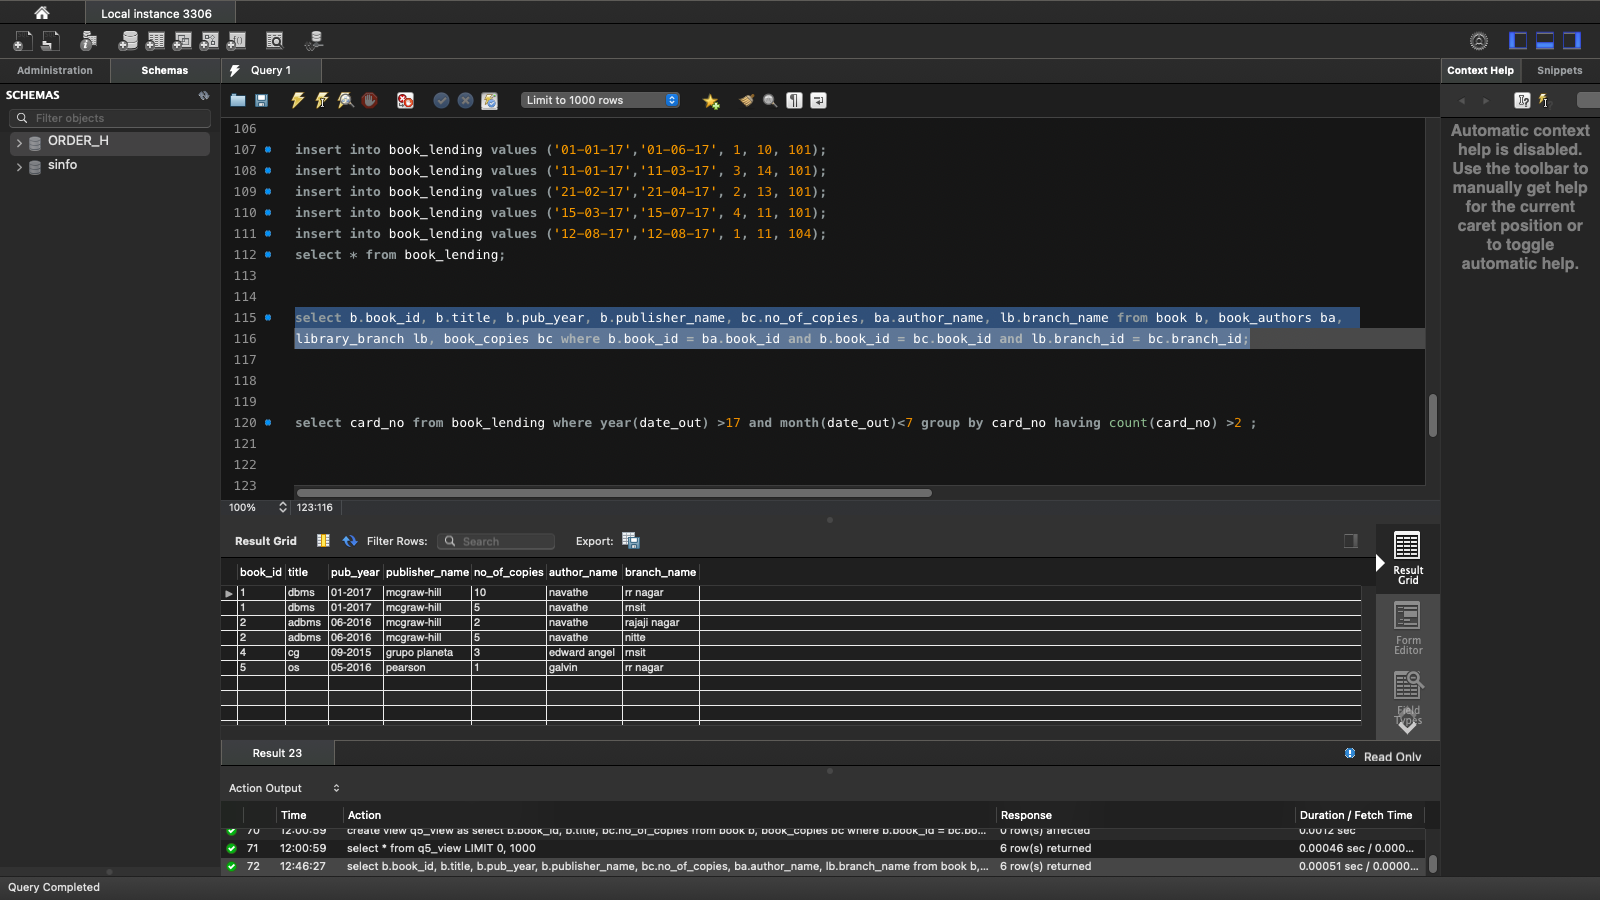 Local instance 3306
Administration
Schemas
Query 1
Context Help
Snippets
SCHEMAS
Filter objects
ORDER_H
sinfo
Limit to 1000 rows
Automatic context
help is disabled.
Use the toolbar to
manually get help
for the current
caret position or
to toggle
automatic help.
106
107 insert into book_lending values ('01-01-17','01-06-17', 1, 10, 101);
108 insert into book_lending values ('11-01-17','11-03-17', 3, 14, 101);
109 insert into book_lending values ('21-02-17','21-04-17', 2, 13, 101);
110 insert into book_lending values ('15-03-17','15-07-17', 4, 11, 101);
111 insert into book_lending values ('12-08-17','12-08-17', 1, 11, 104);
112 select * from book_lending;
113
114
115 select b.book_id, b.title, b.pub_year, b.publisher_name, bc.no_of_copies, ba.author_name, lb.branch_name from book b, book_authors ba,
116 library_branch lb, book_copies bc where b.book_id = ba.book_id and b.book_id = bc.book_id and lb.branch_id = bc.branch_id;
117
118
119
120 select card_no from book_lending where year(date_out) >17 and month(date_out)<7 group by card_no having count(card_no) >2 ;
121
122
123
100% 123:116
Result Grid Filter Rows: Search Export:
book_id title pub_year publisher_name no_of_copies author_name branch_name
1 dbms 01-2017 mcgraw-hill 10 navathe rr nagar
1 dbms 01-2017 mcgraw-hill 5 navathe rnsit
2 adbms 06-2016 mcgraw-hill 2 navathe rajaji nagar
2 adbms 06-2016 mcgraw-hill 5 navathe nitte
4 cg 09-2015 grupo planeta 3 edward angel rnsit
5 os 05-2016 pearson 1 galvin rr nagar
Result
Grid
Form
Editor
Field
Types
Result 23
Read Only
Action Output
Time Action Response Duration / Fetch Time
70 12:00:59 create view q5_view as select b.book_id, b.title, bc.no_of_copies from book b, book_copies bc where b.book_id = bc.bo... 0 row(s) affected 0.0012 sec
71 12:00:59 select * from q5_view LIMIT 0, 1000 6 row(s) returned 0.00046 sec / 0.000...
72 12:46:27 select b.book_id, b.title, b.pub_year, b.publisher_name, bc.no_of_copies, ba.author_name, lb.branch_name from book b,... 6 row(s) returned 0.00051 sec / 0.0000...
Query Completed